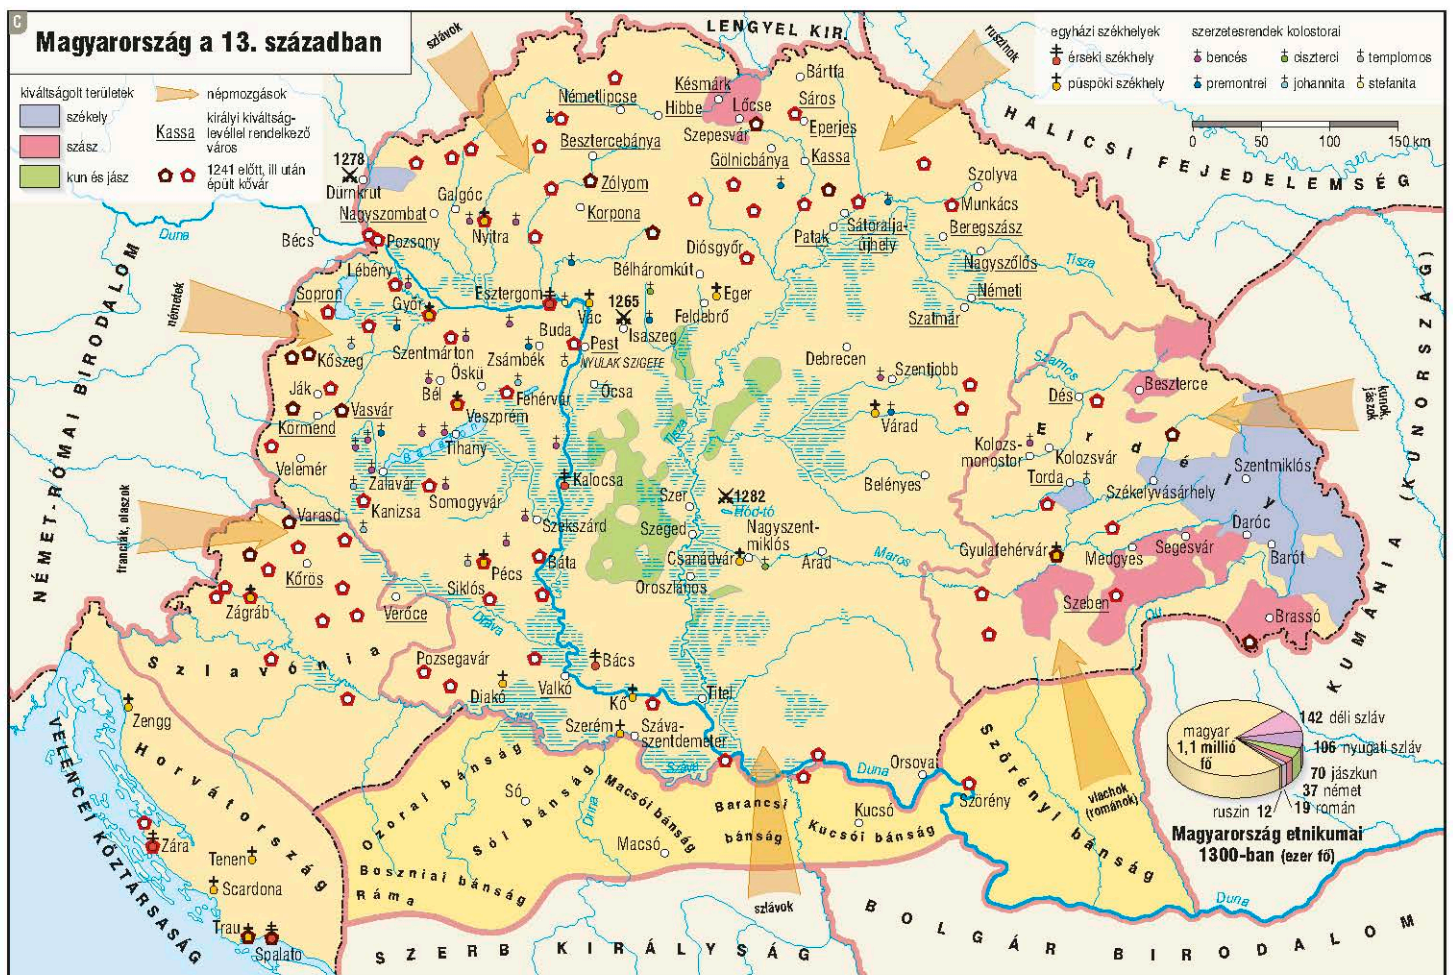 C
Magyarország a 13. században
kiváltságolt területek
székely
szász
kun és jász
népmozgások
Kassa
királyi kiváltság-
levéllel rendelkező
város
1241 előtt, ill után
épült kővár
egyházi székhelyek
érseki székhely
püspöki székhely
szerzetesrendek kolostorai
bencés
ciszterci
templomos
premontrei
johannita
stefanita
0
50
100
150 km
LENGYEL KIR.
HALICSI FEJEDELEMSÉG
KUMÁNIA (KUNORSZÁG)
NÉMET-RÓMAI BIRODALOM
VELENCEI KÖZTÁRSASÁG
SZERB KIRÁLYSÁG
BOLGÁR BIRODALOM
szlávok
ruszinok
németek
franciák, olaszok
kunok,
jászok
vlachok
(románok)
szlávok
Bártfa
Késmárk
Németlipcse
Hibbe
Lőcse
Sáros
Szepesvár
Eperjes
Besztercebánya
Gölnicbánya
Kassa
1278
Dürnkrut
Galgóc
Zólyom
Szolyva
Nagyszombat
Korpona
Munkács
Nyitra
Patak
Sátoralja-
újhely
Beregszász
Duna
Bécs
Pozsony
Diósgyőr
Nagyszőlős
Tisza
Lébény
Bélháromkút
Sopron
Győr
Esztergom
Vác
1265
Isaszeg
Eger
Feldebrő
Németi
Szatmár
Buda
Pest
NYULAK SZIGETE
Kőszeg
Szentmárton
Zsámbék
Debrecen
Szentjobb
Szamos
Beszterce
Ják
Öskü
Bél
Fehérvár
Ócsa
Dés
Vasvár
Veszprém
Körmend
Várad
Tihany
Balaton
Tisza
Kolozs-
monostor
Kolozsvár
Erdély
Velemér
Zalavár
Kalocsa
Szentmiklós
Torda
Székelyvásárhely
Somogyvár
Kanizsa
Szer
1282
Hód-tó
Belényes
Varasd
Szekszárd
Szeged
Nagyszent-
miklós
Daróc
Barót
Gyulafehérvár
Medgyes
Segesvár
Csanádvár
Arad
Maros
Kőrös
Pécs
Báta
Siklós
Oroszlános
Zágráb
Verőce
Szeben
Olt
Brassó
Dráva
Szlavónia
Pozsegavár
Bács
Diakó
Valkó
Kő
Titel
Zengg
Szerém
Száva-
szentdemeter
Száva
Horvátország
Duna
Orsova
Szörény
Szörényi bánság
Só
Ozorai bánság
Sói bánság
Macsói bánság
Barancsi
bánság
Kucsó
Kucsói bánság
Macsó
Boszniai bánság
Ráma
Drina
Zára
Tenen
Scardona
Trau
Spalato
Duna
magyar
1,1 millió
fő
142 déli szláv
106 nyugati szláv
70 jászkun
37 német
19 román
ruszin 12
Magyarország etnikumai
1300-ban (ezer fő)